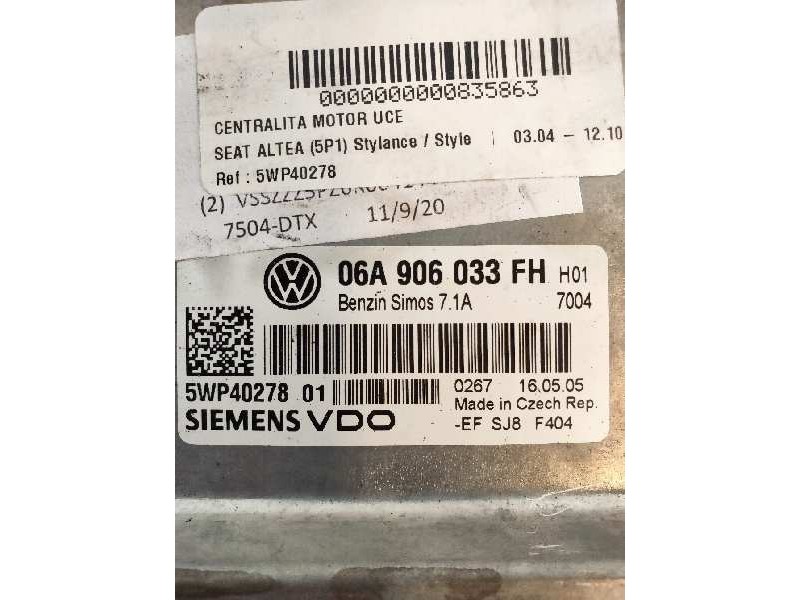 0000000000835863
CENTRALITA MOTOR UCE
SEAT ALTEA (5P1) Stylance / Style | 03.04 - 12.10
Ref : 5WP40278
(2)
7504-DTX 11/9/20
VW 06A 906 033 FH H01
Benzin Simos 7.1A 7004
5WP40278 01 0267 16.05.05
Made in Czech Rep.
SIEMENS VDO -EF SJ8 F404